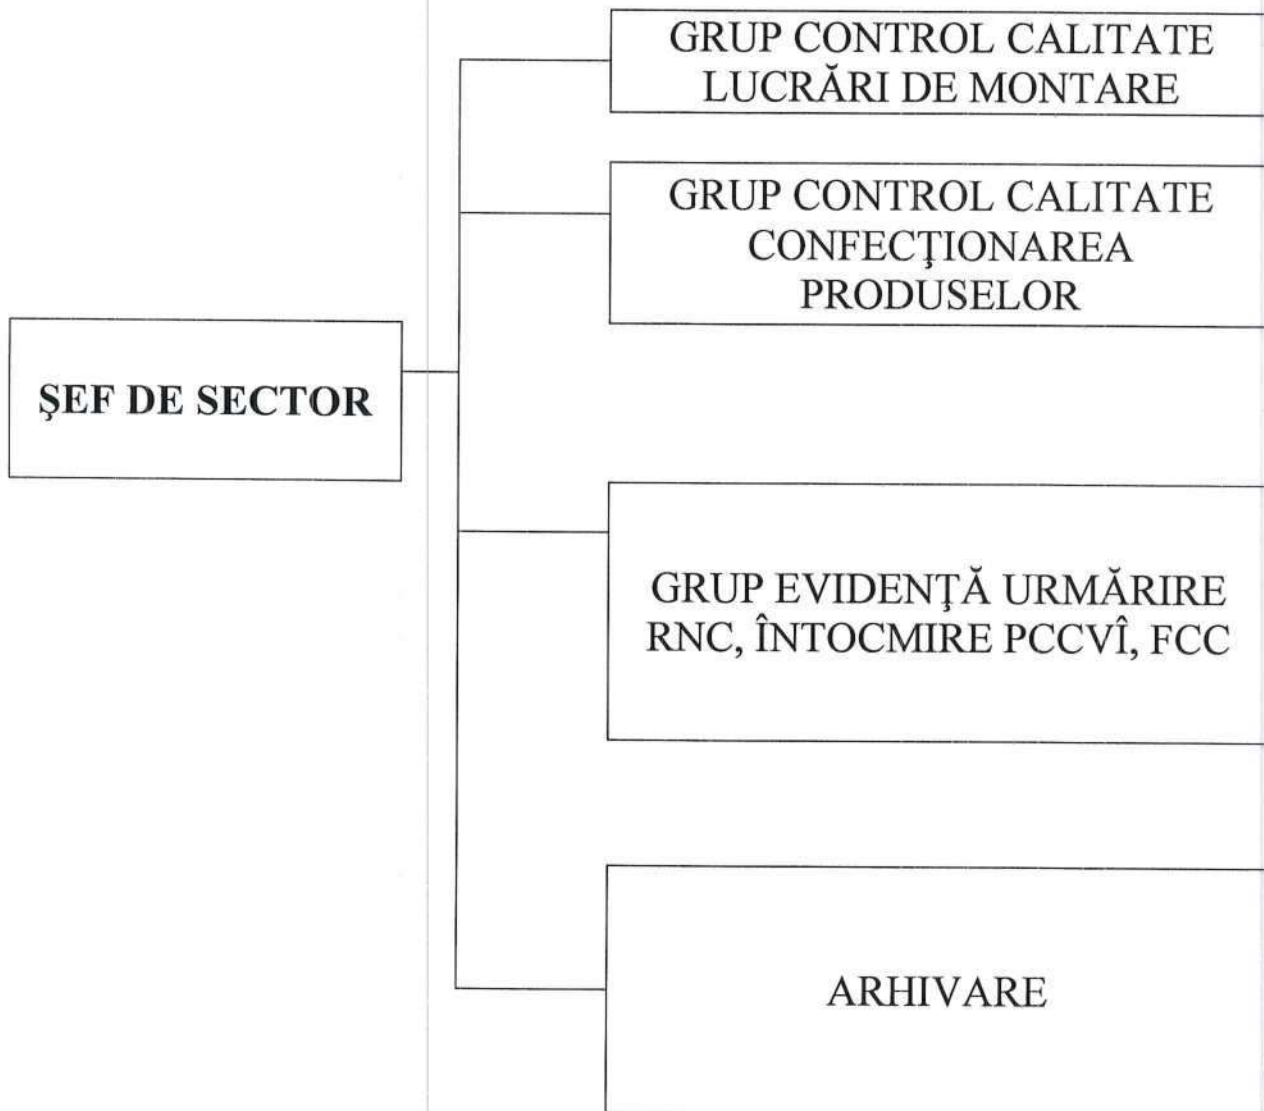 GRUP CONTROL CALITATE
LUCRĂRI DE MONTARE
GRUP CONTROL CALITATE
CONFECŢIONAREA
PRODUSELOR
ŞEF DE SECTOR
GRUP EVIDENŢĂ URMĂRIRE
RNC, ÎNTOCMIRE PCCVÎ, FCC
ARHIVARE